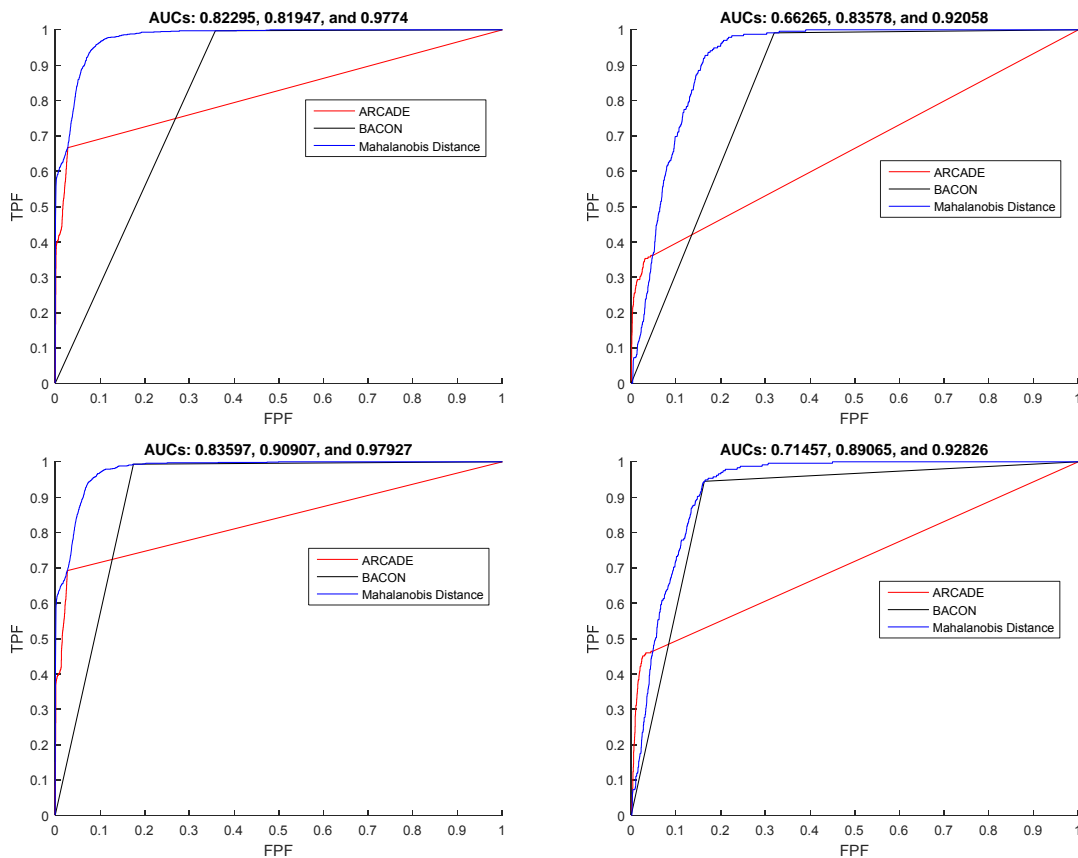 AUCs: 0.82295, 0.81947, and 0.9774
1
0.9
0.8
0.7
0.6
0.5
0.4
0.3
0.2
0.1
0
TPF
ARCADE
BACON
Mahalanobis Distance
0 0.1 0.2 0.3 0.4 0.5 0.6 0.7 0.8 0.9 1
FPF
AUCs: 0.66265, 0.83578, and 0.92058
1
0.9
0.8
0.7
0.6
0.5
0.4
0.3
0.2
0.1
0
TPF
ARCADE
BACON
Mahalanobis Distance
0 0.1 0.2 0.3 0.4 0.5 0.6 0.7 0.8 0.9 1
FPF
AUCs: 0.83597, 0.90907, and 0.97927
1
0.9
0.8
0.7
0.6
0.5
0.4
0.3
0.2
0.1
0
TPF
ARCADE
BACON
Mahalanobis Distance
0 0.1 0.2 0.3 0.4 0.5 0.6 0.7 0.8 0.9 1
FPF
AUCs: 0.71457, 0.89065, and 0.92826
1
0.9
0.8
0.7
0.6
0.5
0.4
0.3
0.2
0.1
0
TPF
ARCADE
BACON
Mahalanobis Distance
0 0.1 0.2 0.3 0.4 0.5 0.6 0.7 0.8 0.9 1
FPF